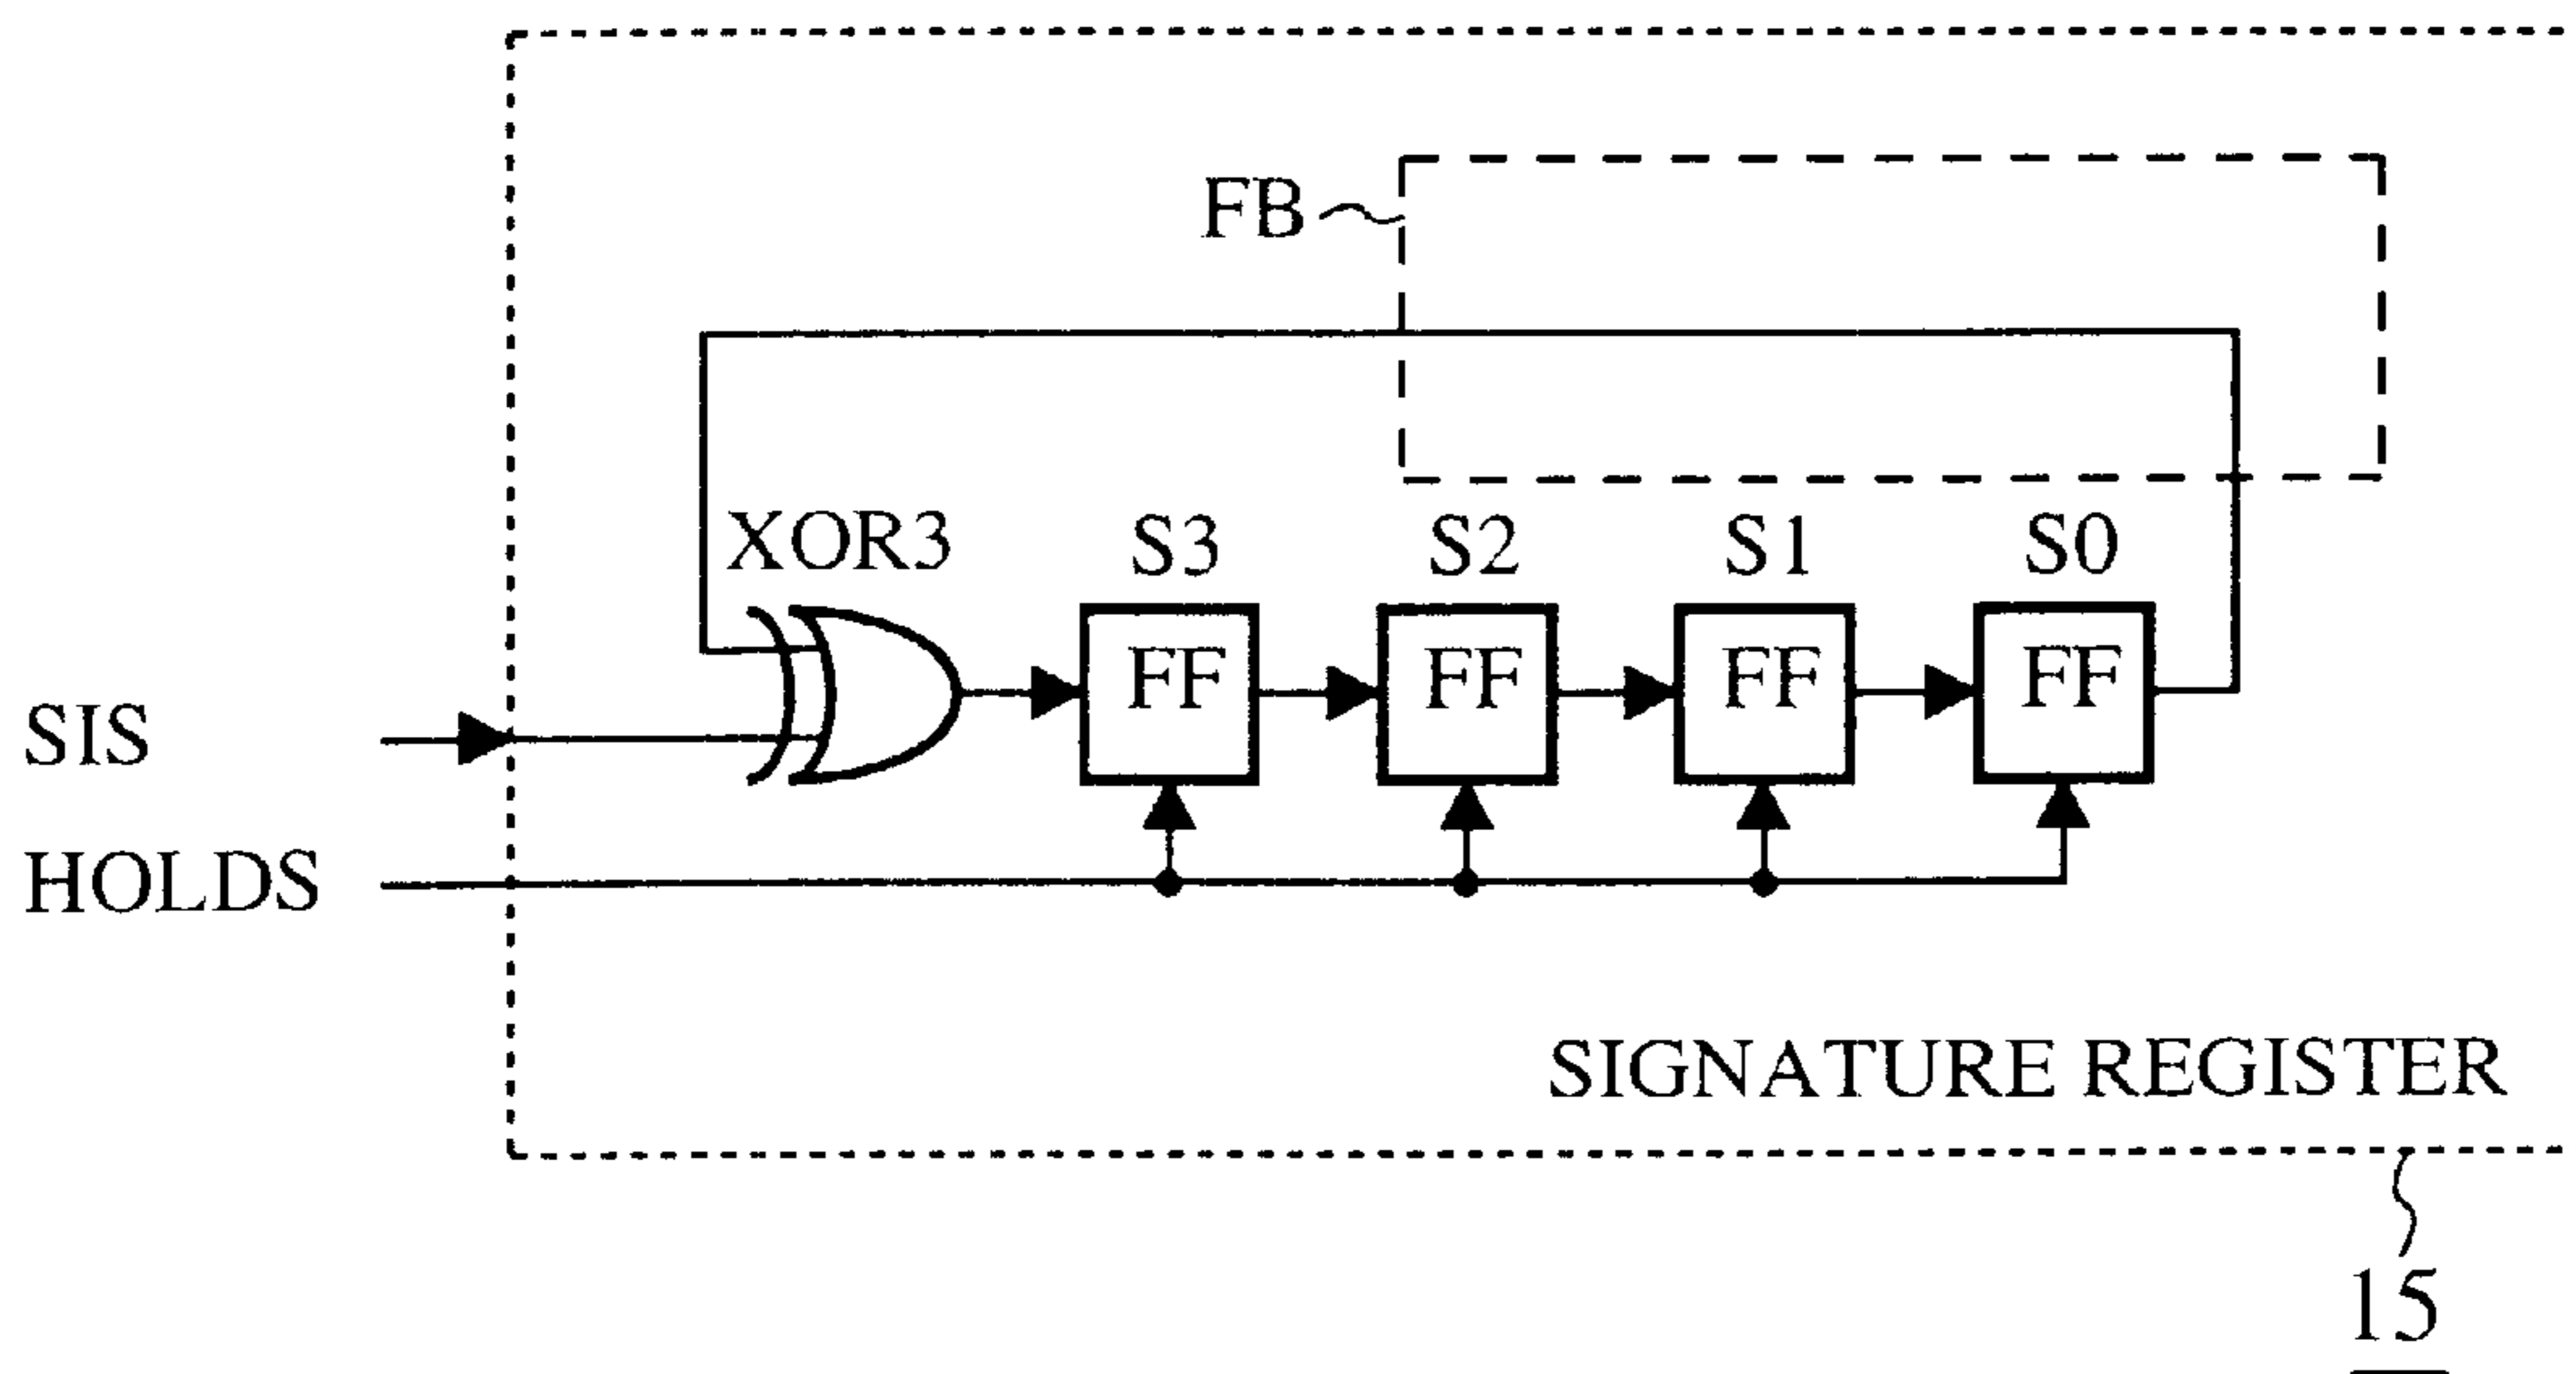 FB
XOR3 S3 S2 S1 S0
FF FF FF FF
SIS
HOLDS
SIGNATURE REGISTER
15